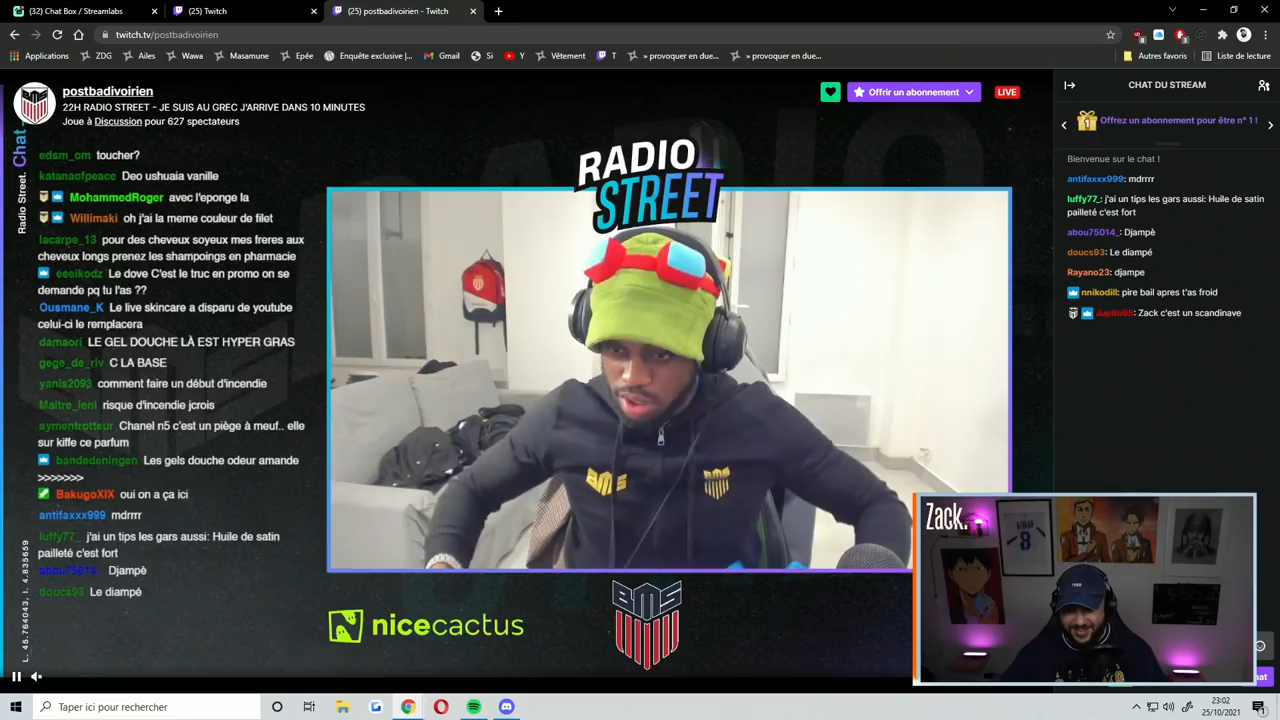 (32) Chat Box / Streamlabs
(25) Twitch
(25) postbadivoirien - Twitch
twitch.tv/postbadivoirien
Applications
ZDG
Ailes
Wawa
Masamune
Epée
Enquête exclusive |...
Gmail
Si
Y
Vêtement
T
» provoquer en due...
» provoquer en due...
Autres favoris
Liste de lecture
postbadivoirien
22H RADIO STREET - JE SUIS AU GREC J'ARRIVE DANS 10 MINUTES
Joue à Discussion pour 627 spectateurs
Offrir un abonnement
LIVE
CHAT DU STREAM
Offrez un abonnement pour être n° 1 !
Bienvenue sur le chat !
antifaxxx999: mdrrrr
luffy77_: j'ai un tips les gars aussi: Huile de satin
pailleté c'est fort
abou75014_: Djampè
doucs93: Le diampé
Rayano23: djampe
nnikodill: pire bail apres t'as froid
Jupito95: Zack c'est un scandinave
Radio Street. Chat
edsm_om toucher?
katanaofpeace Deo ushuaia vanille
MohammedRoger avec l'eponge la
Willimaki oh j'ai la meme couleur de filet
lacarpe_13 pour des cheveux soyeux mes freres aux
cheveux longs prenez les shampoings en pharmacie
eeeikodz Le dove C'est le truc en promo on se
demande pq tu l'as ??
Ousmane_K Le live skincare a disparu de youtube
celui-ci le remplacera
damaori LE GEL DOUCHE LÀ EST HYPER GRAS
gege_de_riv C LA BASE
yanis2093 comment faire un début d'incendie
Maitre_leni risque d'incendie jcrois
aymentrotteur Chanel n5 c'est un piège à meuf.. elle
sur kiffe ce parfum
bandedeningen Les gels douche odeur amande
>>>>>>>
BakugoXIX oui on a ça ici
antifaxxx999 mdrrrr
luffy77_ j'ai un tips les gars aussi: Huile de satin
pailleté c'est fort
abou75014_ Djampè
doucs93 Le diampé
L. 45.764043, l. 4.835659
RADIO
STREET
BMS
BMS
nicecactus
BMS
Zack.
8
Chat
Taper ici pour rechercher
23:02
25/10/2021